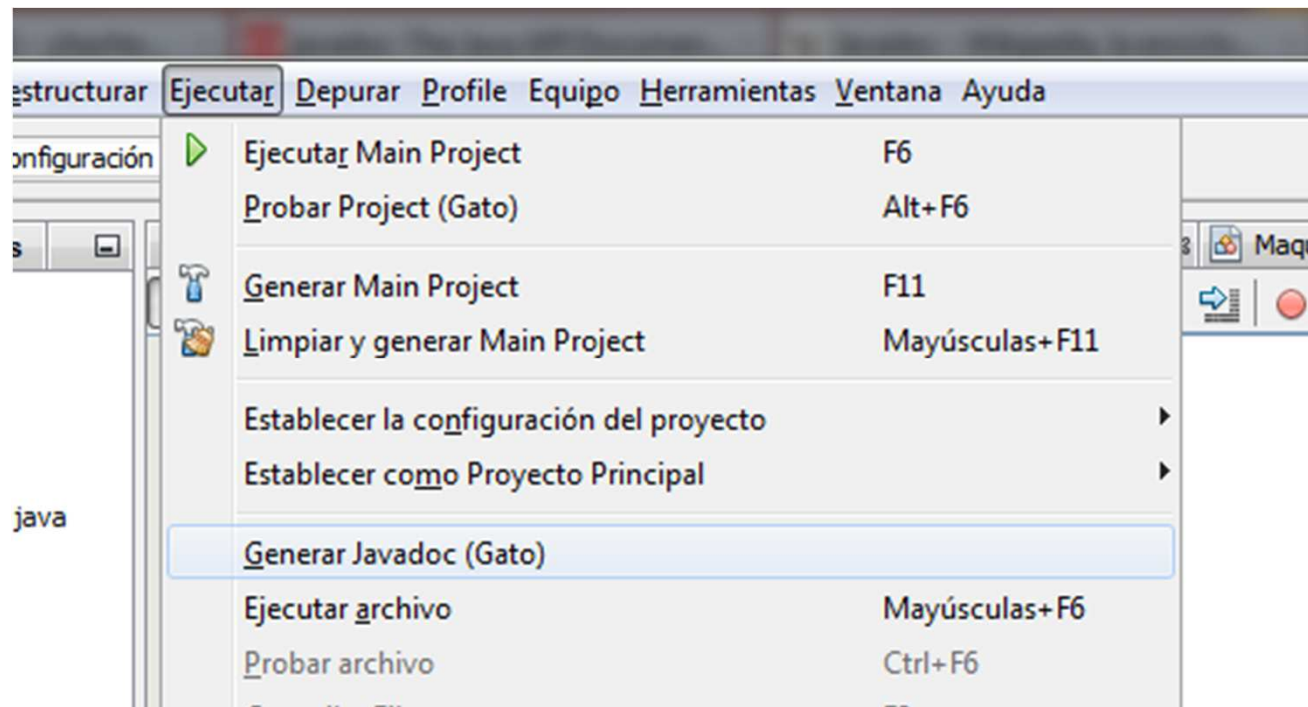 estructurar Ejecutar Depurar Profile Equipo Herramientas Ventana Ayuda
onfiguración
Ejecutar Main Project F6
Probar Project (Gato) Alt+F6
s
Maqu
Generar Main Project F11
Limpiar y generar Main Project Mayúsculas+F11
Establecer la configuración del proyecto
Establecer como Proyecto Principal
java
Generar Javadoc (Gato)
Ejecutar archivo Mayúsculas+F6
Probar archivo Ctrl+F6